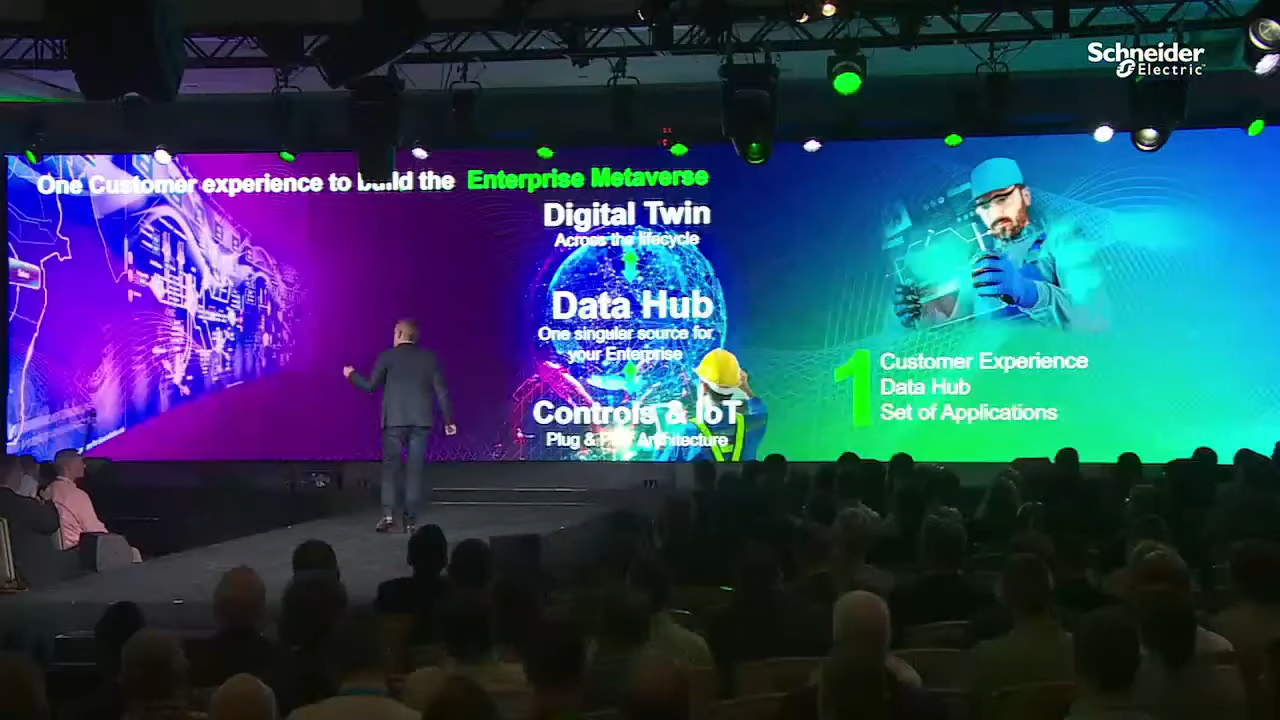 Schneider
Electric
One Customer experience to build the Enterprise Metaverse
Digital Twin
Across the lifecycle
Data Hub
One singular source for
your Enterprise
Controls & IoT
Plug & Play Architecture
1
Customer Experience
Data Hub
Set of Applications